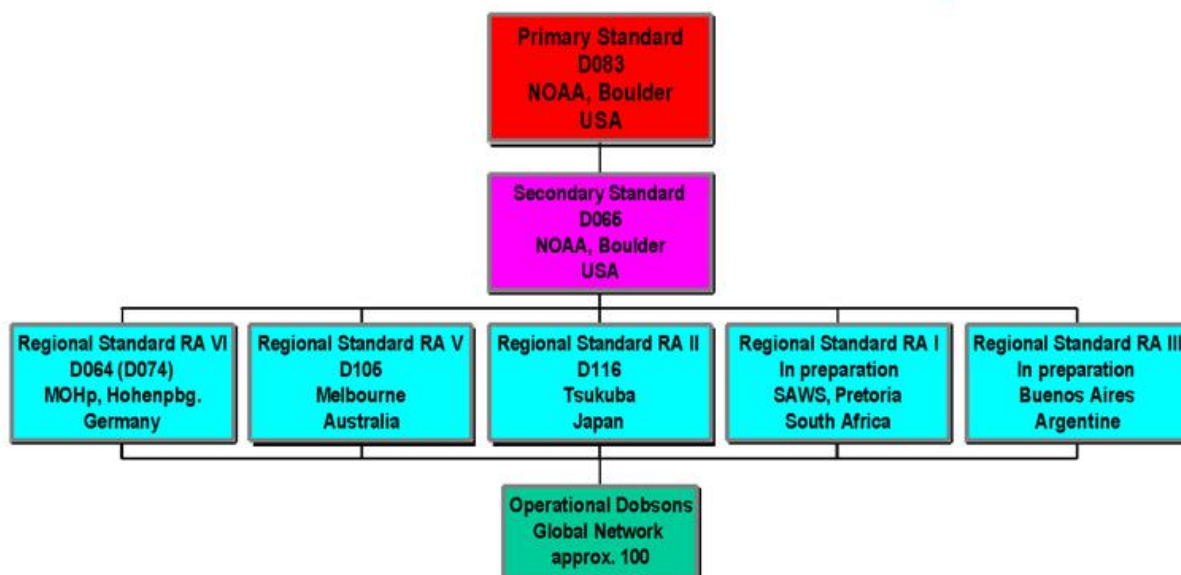 Primary Standard
D083
NOAA, Boulder
USA
Secondary Standard
D065
NOAA, Boulder
USA
Regional Standard RA VI
D064 (D074)
MOHp, Hohenpbg.
Germany
Regional Standard RA V
D105
Melbourne
Australia
Regional Standard RA II
D116
Tsukuba
Japan
Regional Standard RA I
In preparation
SAWS, Pretoria
South Africa
Regional Standard RA III
In preparation
Buenos Aires
Argentine
Operational Dobsons
Global Network
approx. 100